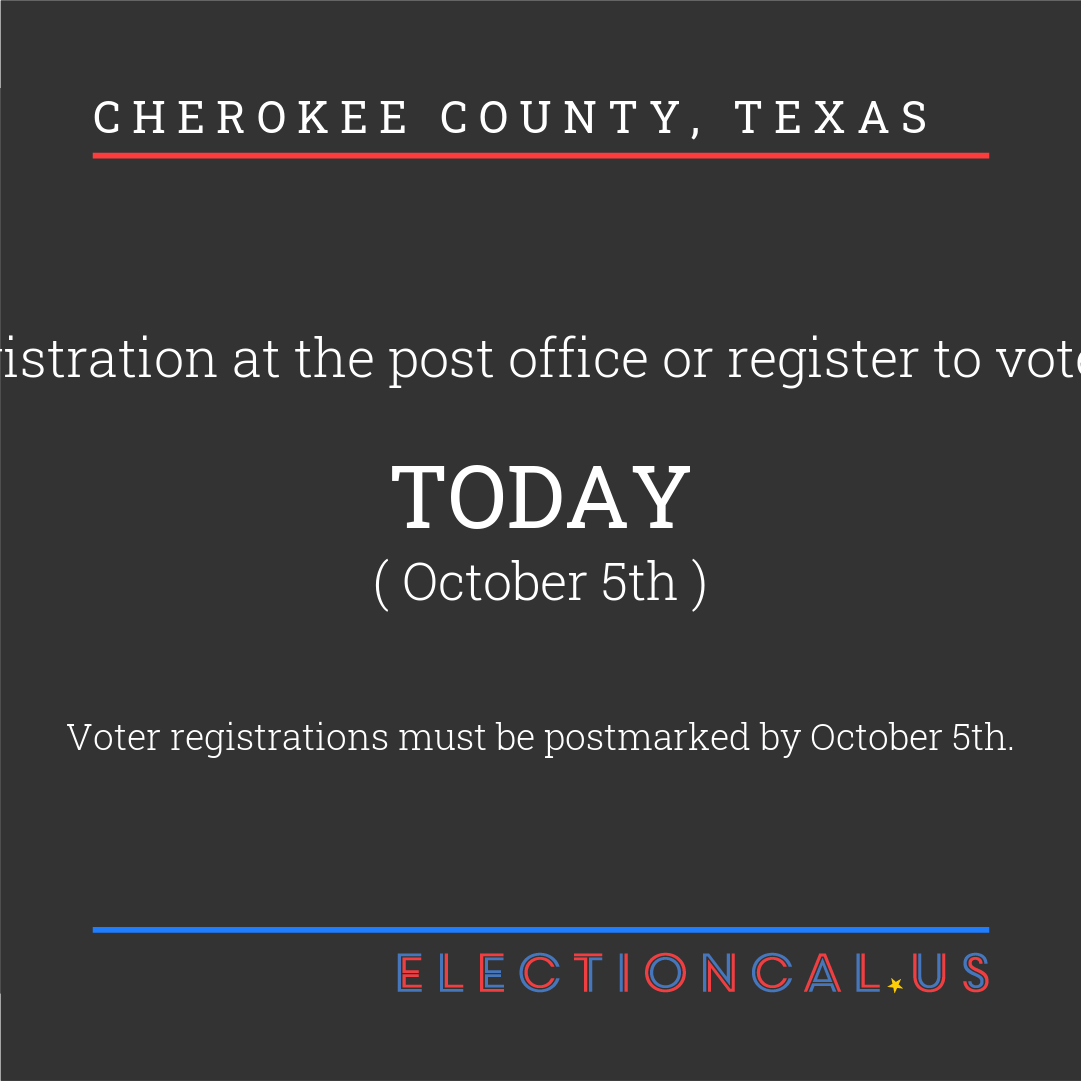 CHEROKEE COUNTY, TEXAS
istration at the post office or register to vot
TODAY
( October 5th )
Voter registrations must be postmarked by October 5th.
ELECTIONCAL.US